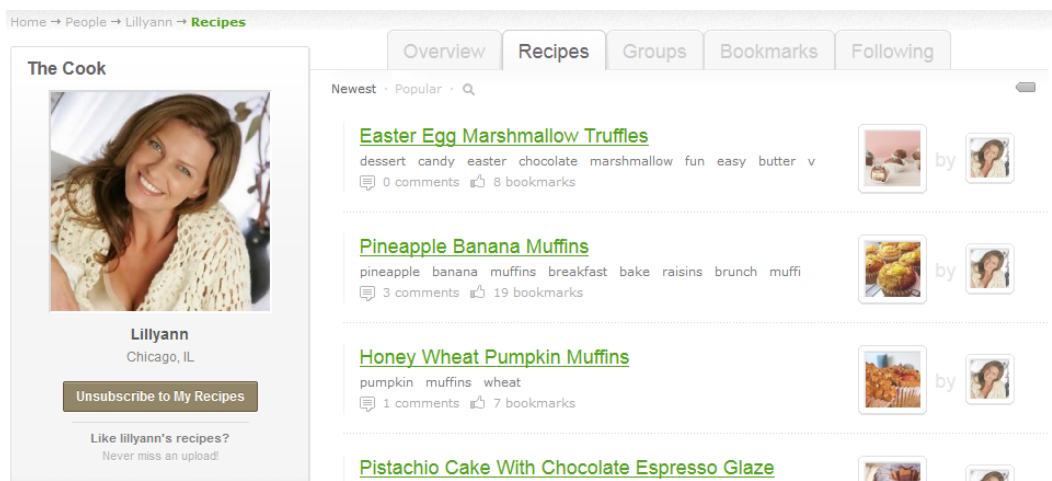 Home → People → Lillyann → Recipes
The Cook
Lillyann
Chicago, IL
Unsubscribe to My Recipes
Like lillyann's recipes?
Never miss an upload!
Overview Recipes Groups Bookmarks Following
Newest · Popular ·
Easter Egg Marshmallow Truffles
dessert candy easter chocolate marshmallow fun easy butter v
0 comments 8 bookmarks
by
Pineapple Banana Muffins
pineapple banana muffins breakfast bake raisins brunch muffi
3 comments 19 bookmarks
by
Honey Wheat Pumpkin Muffins
pumpkin muffins wheat
1 comments 7 bookmarks
by
Pistachio Cake With Chocolate Espresso Glaze